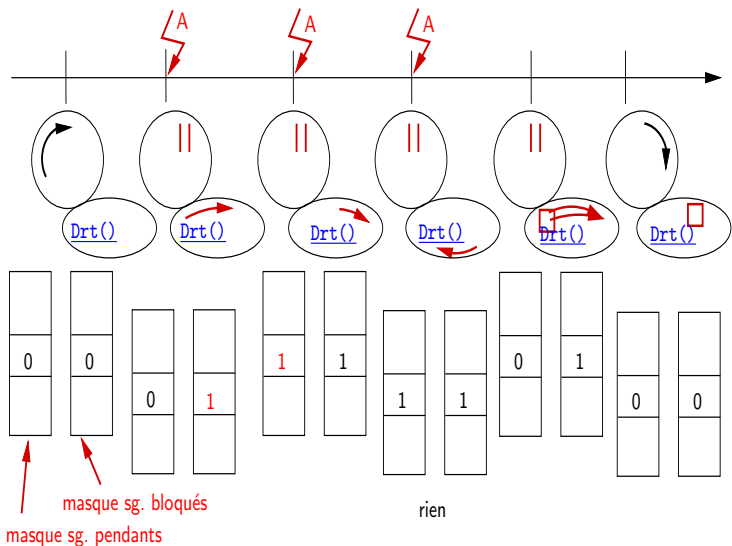 A A A
Drt() Drt() Drt() Drt() Drt() Drt()
0 0 1 1 0 1
0 1 1 1 0 0
masque sg. bloqués
rien
masque sg. pendants